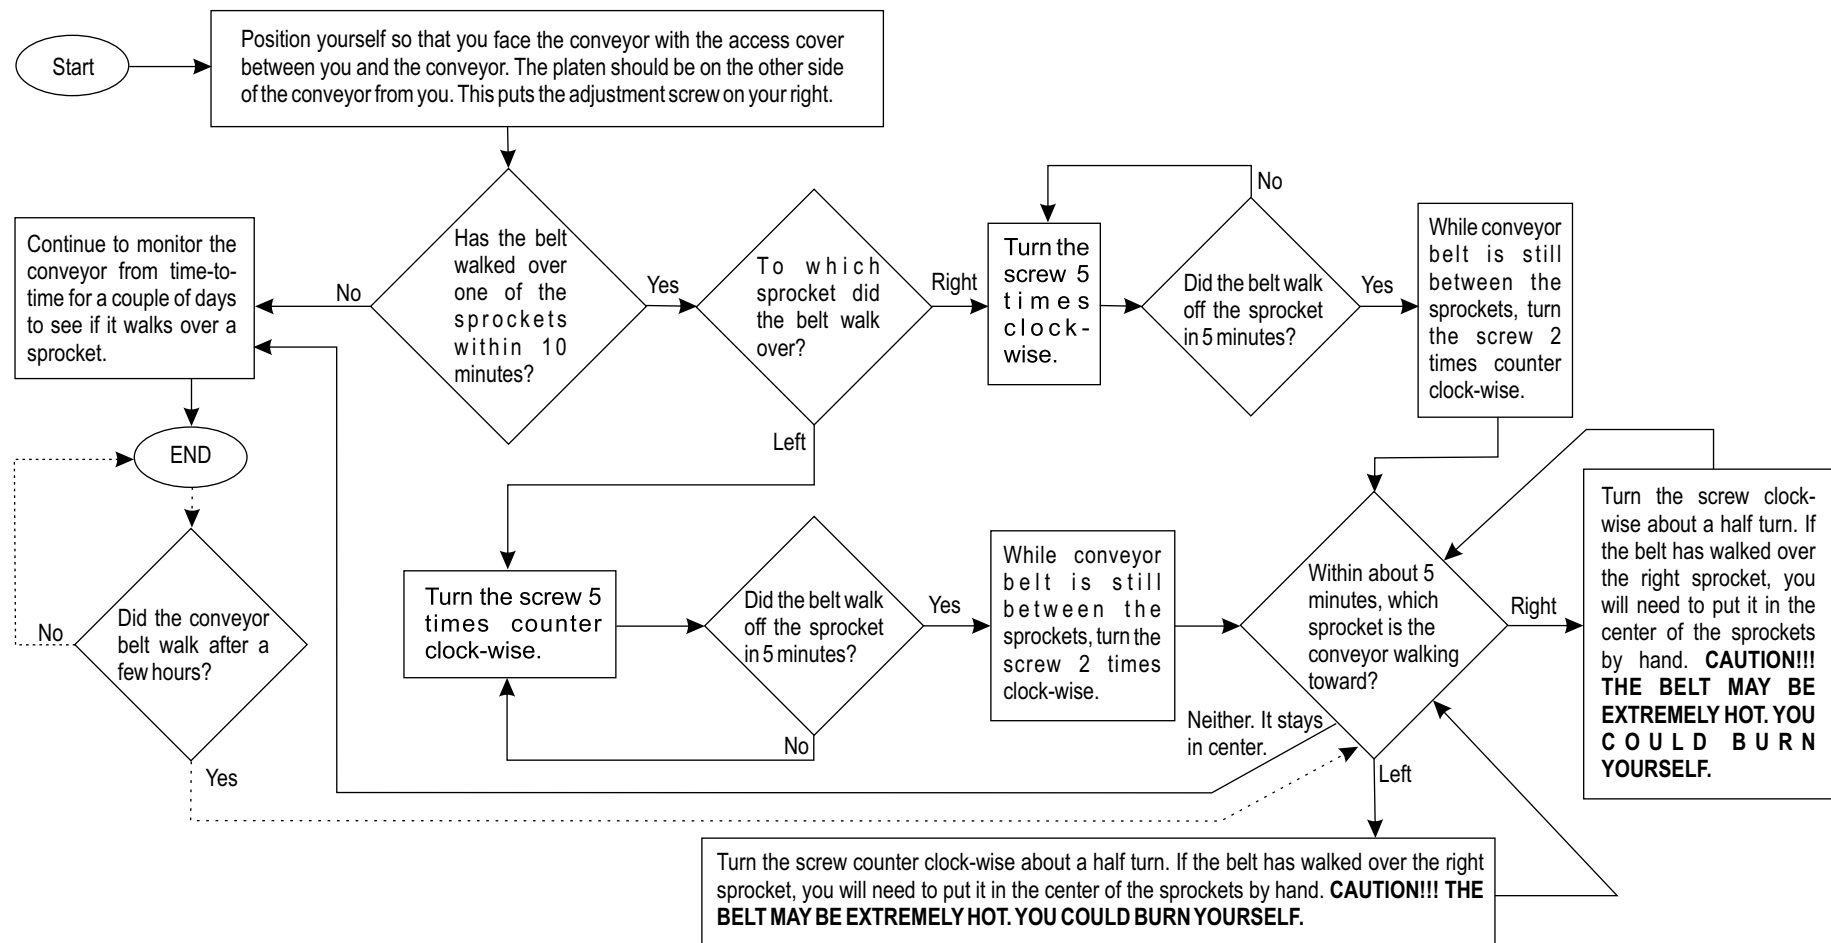 Start
Position yourself so that you face the conveyor with the access cover
between you and the conveyor. The platen should be on the other side
of the conveyor from you. This puts the adjustment screw on your right.
Has the belt
walked over
one of the
sprockets
within 10
minutes?
No
Yes
Continue to monitor the
conveyor from time-to-
time for a couple of days
to see if it walks over a
sprocket.
To which
sprocket did
the belt walk
over?
Right
Left
Turn the
screw 5
times
clock-
wise.
No
Did the belt walk
off the sprocket
in 5 minutes?
Yes
While conveyor
belt is still
between the
sprockets, turn
the screw 2
times counter
clock-wise.
END
Did the conveyor
belt walk after a
few hours?
No
Yes
Turn the screw 5
times counter
clock-wise.
Did the belt walk
off the sprocket
in 5 minutes?
Yes
No
While conveyor
belt is still
between the
sprockets, turn the
screw 2 times
clock-wise.
Within about 5
minutes, which
sprocket is the
conveyor walking
toward?
Right
Neither. It stays
in center.
Left
Turn the screw clock-
wise about a half turn. If
the belt has walked over
the right sprocket, you
will need to put it in the
center of the sprockets
by hand. CAUTION!!!
THE BELT MAY BE
EXTREMELY HOT. YOU
COULD BURN
YOURSELF.
Turn the screw counter clock-wise about a half turn. If the belt has walked over the right
sprocket, you will need to put it in the center of the sprockets by hand. CAUTION!!! THE
BELT MAY BE EXTREMELY HOT. YOU COULD BURN YOURSELF.